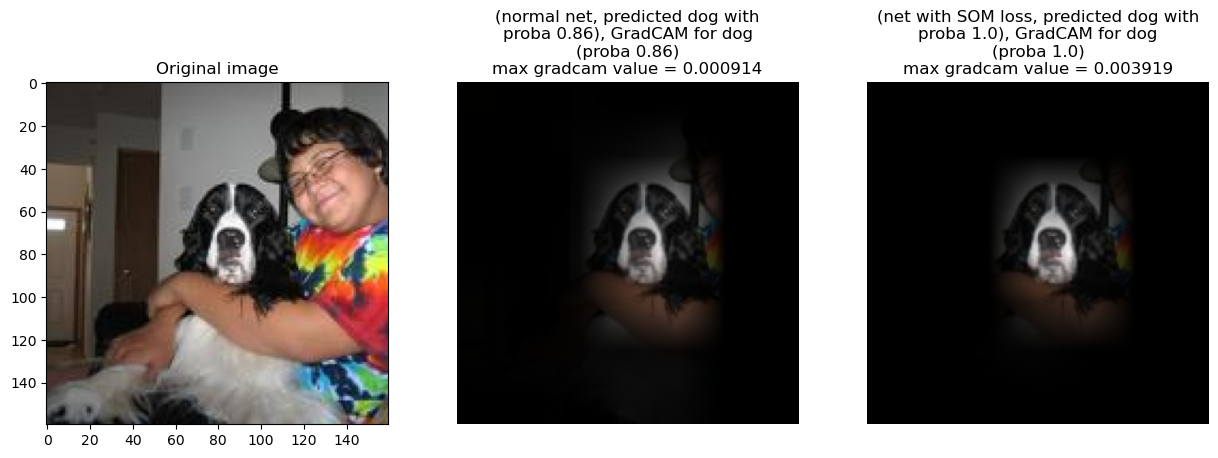 Original image
0
20
40
60
80
100
120
140
0 20 40 60 80 100 120 140
(normal net, predicted dog with
proba 0.86), GradCAM for dog
(proba 0.86)
max gradcam value = 0.000914
(net with SOM loss, predicted dog with
proba 1.0), GradCAM for dog
(proba 1.0)
max gradcam value = 0.003919